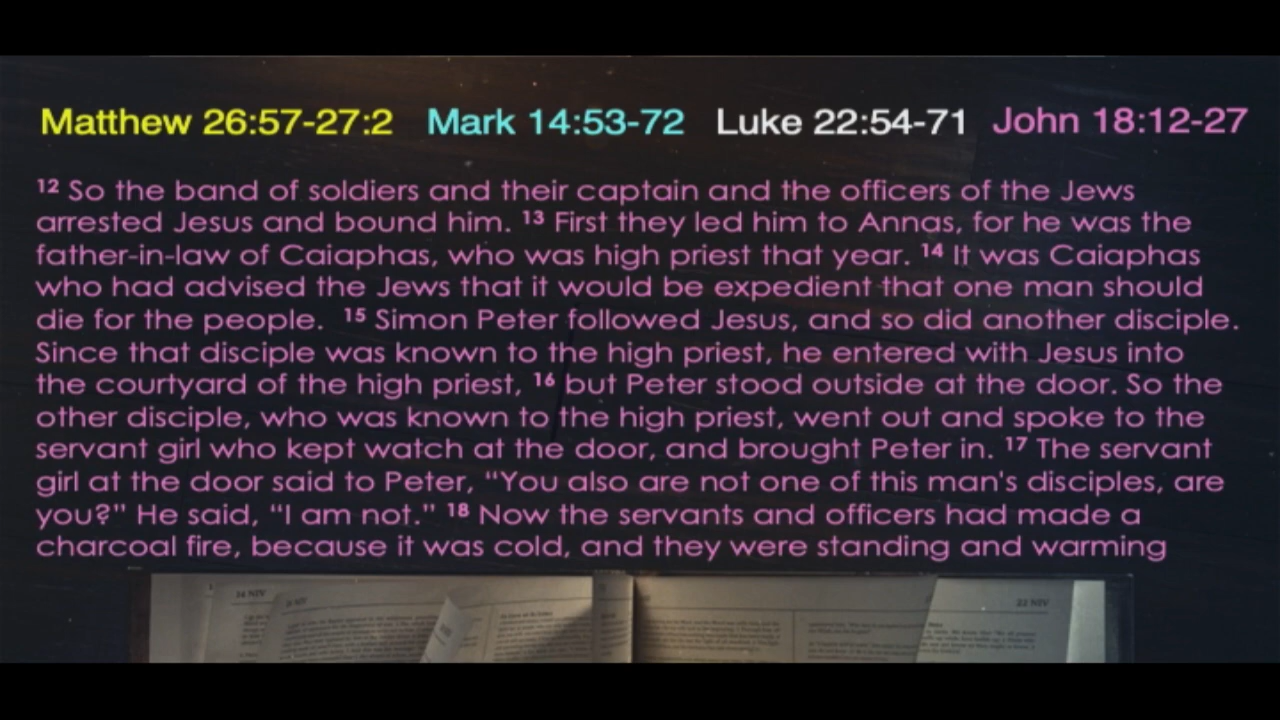 Matthew 26:57-27:2 Mark 14:53-72 Luke 22:54-71 John 18:12-27
12 So the band of soldiers and their captain and the officers of the Jews
arrested Jesus and bound him. 13 First they led him to Annas, for he was the
father-in-law of Caiaphas, who was high priest that year. 14 It was Caiaphas
who had advised the Jews that it would be expedient that one man should
die for the people. 15 Simon Peter followed Jesus, and so did another disciple.
Since that disciple was known to the high priest, he entered with Jesus into
the courtyard of the high priest, 16 but Peter stood outside at the door. So the
other disciple, who was known to the high priest, went out and spoke to the
servant girl who kept watch at the door, and brought Peter in. 17 The servant
girl at the door said to Peter, “You also are not one of this man's disciples, are
you?” He said, “I am not.” 18 Now the servants and officers had made a
charcoal fire, because it was cold, and they were standing and warming
14 NIV
22 NIV